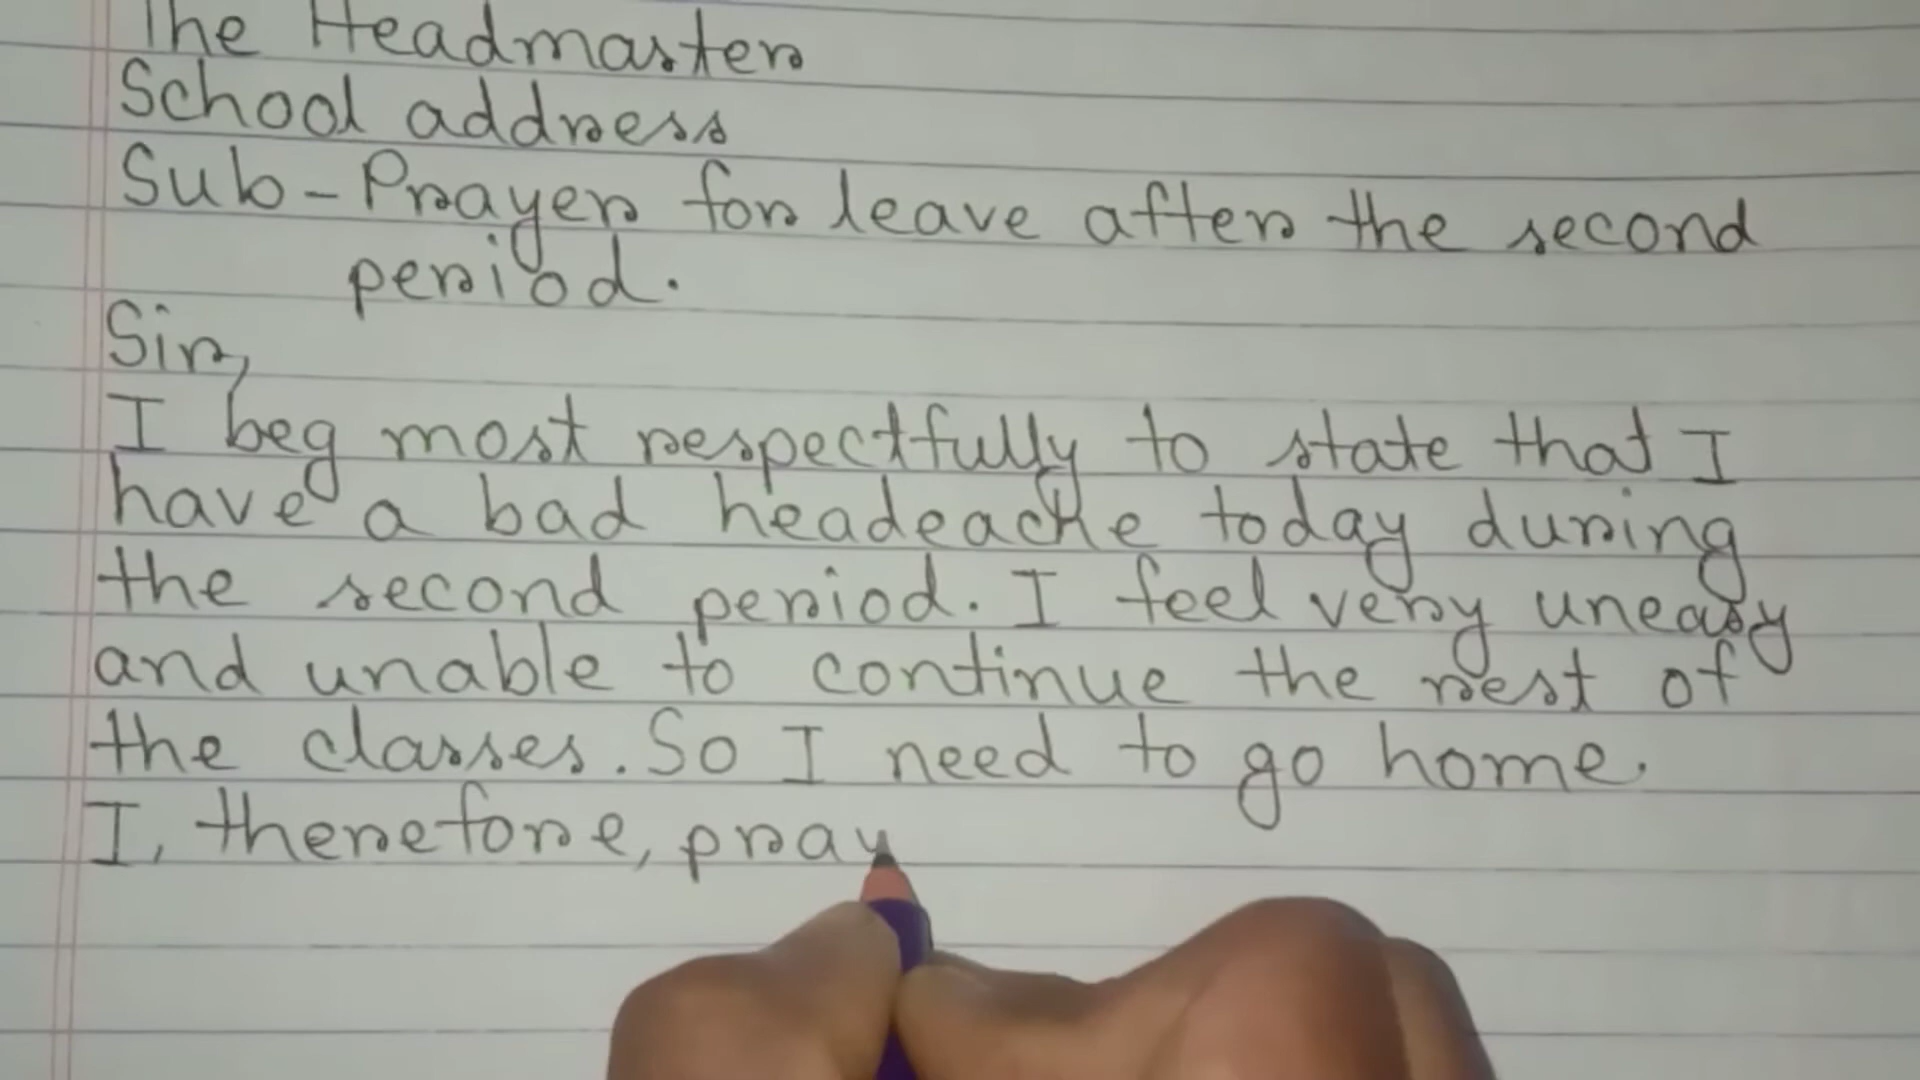 The Headmaster
School address
Sub-Prayer for leave after the second
period.
Sir,
I beg most respectfully to state that I
have a bad headeache today during
the second period. I feel very uneasy
and unable to continue the rest of
the classes. So I need to go home.
I, therefore, pray